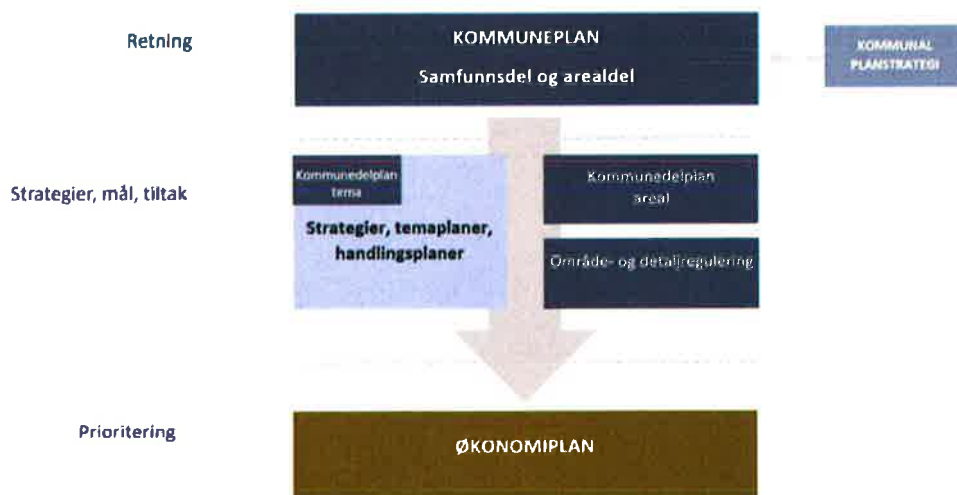 Retning
KOMMUNEPLAN
Samfunnsdel og arealdel
KOMMUNAL
PLANSTRATEGI
Strategier, mål, tiltak
Kommunedelplan
tema
Strategier, temaplaner,
handlingsplaner
Kommunedelplan
areal
Område- og detaljregulering
Prioritering
ØKONOMIPLAN